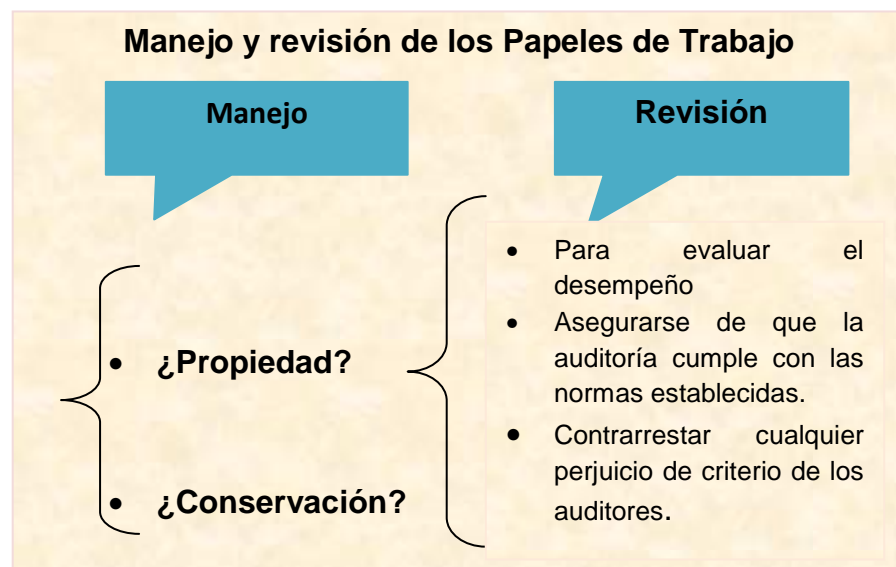 Manejo y revisión de los Papeles de Trabajo
Manejo
Revisión
• ¿Propiedad?
• ¿Conservación?
• Para evaluar el
desempeño
• Asegurarse de que la
auditoría cumple con las
normas establecidas.
• Contrarrestar cualquier
perjuicio de criterio de los
auditores.